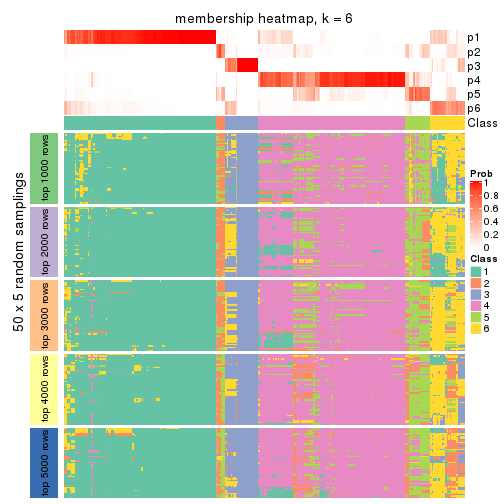 membership heatmap, k = 6
p1
p2
p3
p4
p5
p6
Class
50 x 5 random samplings
top 1000 rows
top 2000 rows
top 3000 rows
top 4000 rows
top 5000 rows
Prob
1
0.8
0.6
0.4
0.2
0
Class
1
2
3
4
5
6